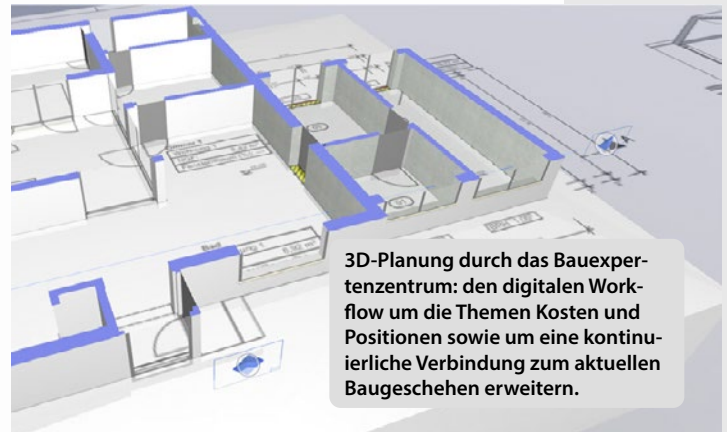 3D-Planung durch das Bauexper-
tenzentrum: den digitalen Work-
flow um die Themen Kosten und
Positionen sowie um eine kontinu-
ierliche Verbindung zum aktuellen
Baugeschehen erweitern.
Bad